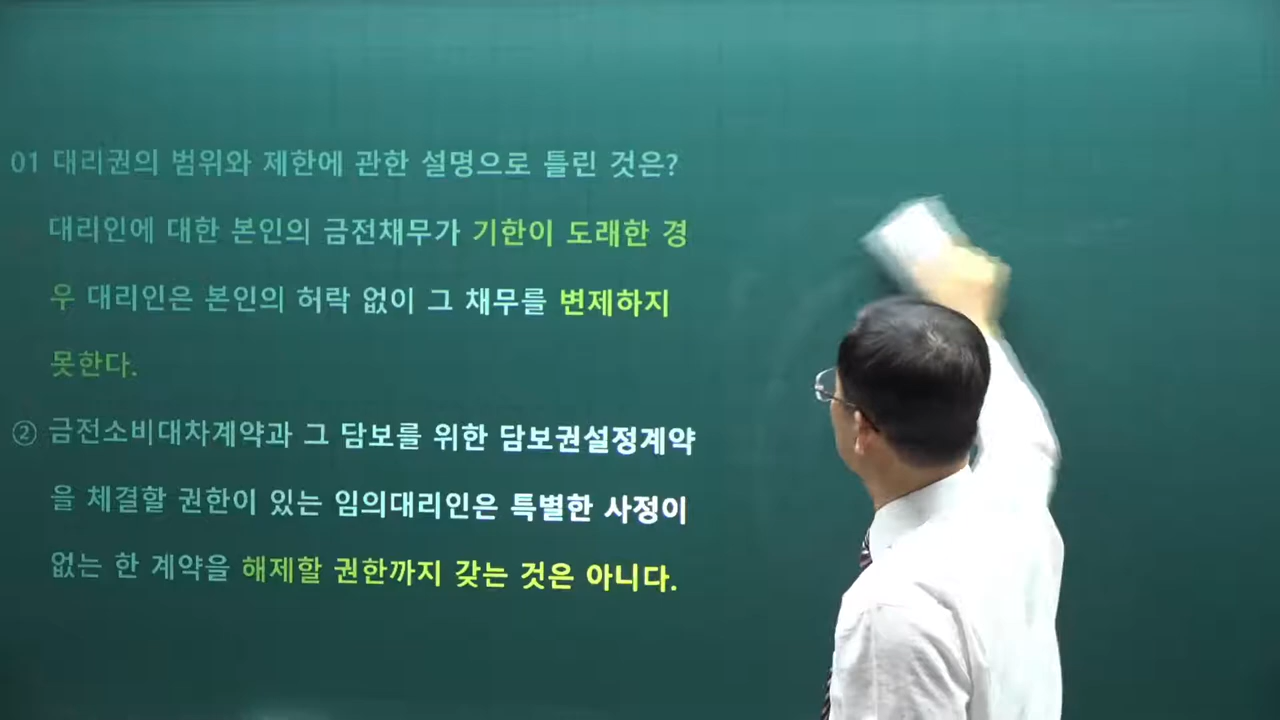 01 대리권의 범위와 제한에 관한 설명으로 틀린 것은?
대리인에 대한 본인의 금전채무가 기한이 도래한 경
우 대리인은 본인의 허락 없이 그 채무를 변제하지
못한다.
② 금전소비대차계약과 그 담보를 위한 담보권설정계약
을 체결할 권한이 있는 임의대리인은 특별한 사정이
없는 한 계약을 해제할 권한까지 갖는 것은 아니다.